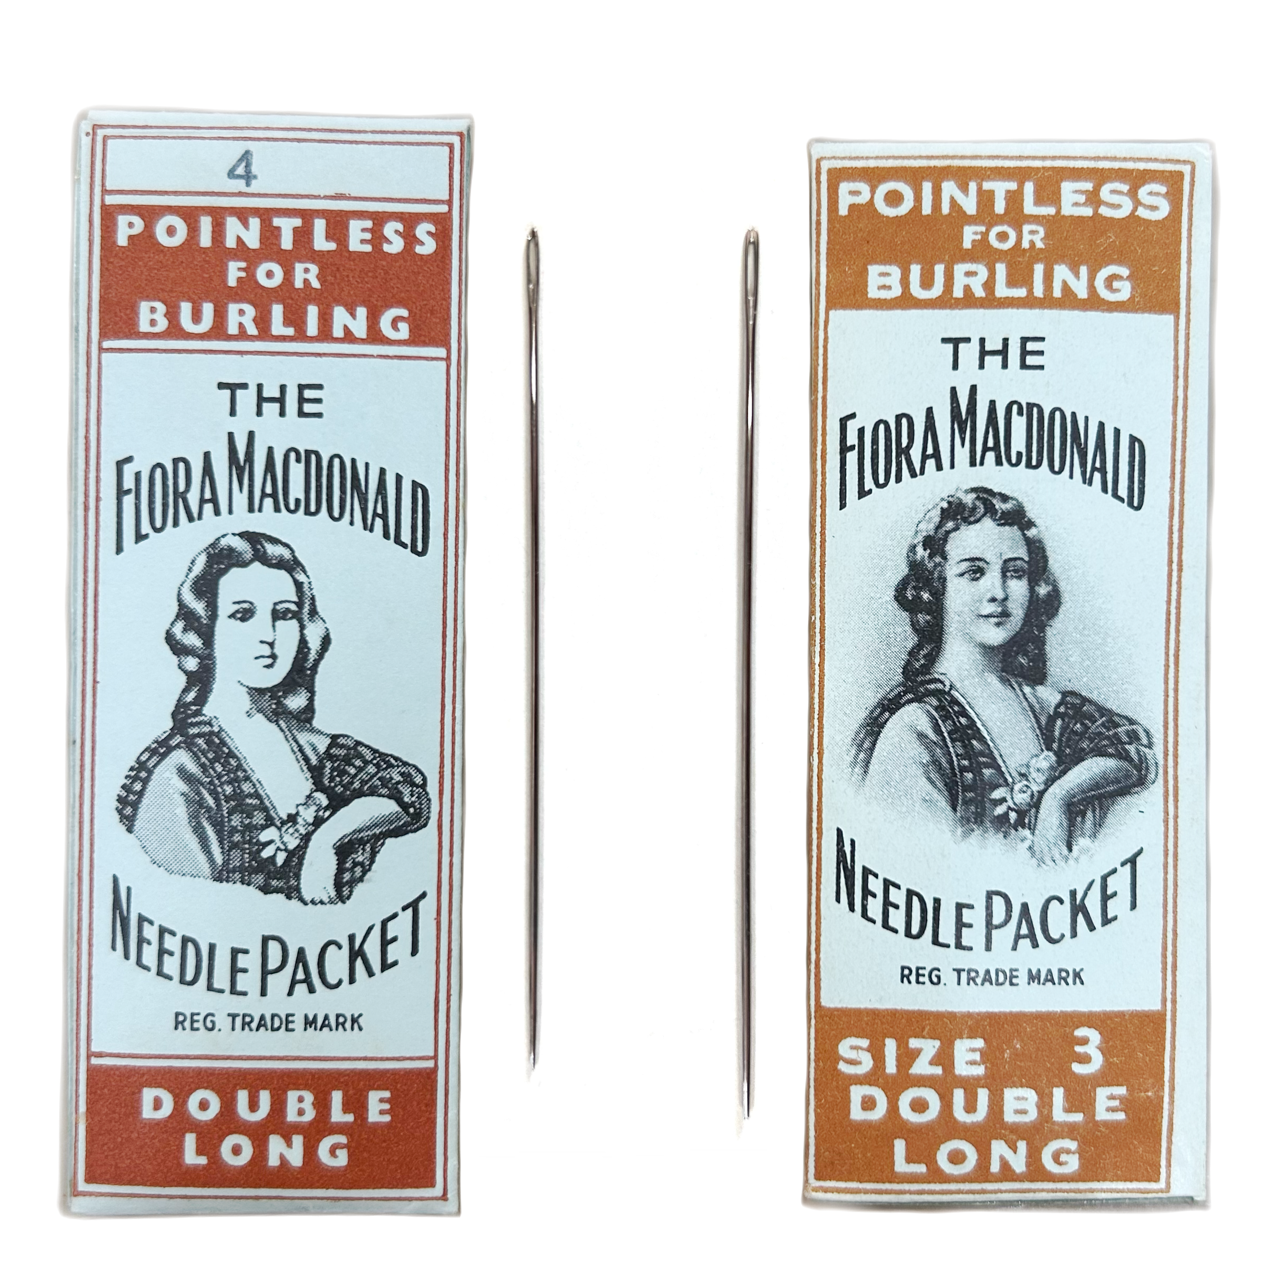 4
POINTLESS
FOR
BURLING
THE
FLORA MACDONALD
NEEDLE PACKET
REG. TRADE MARK
DOUBLE
LONG
POINTLESS
FOR
BURLING
THE
FLORA MACDONALD
NEEDLE PACKET
REG. TRADE MARK
SIZE 3
DOUBLE
LONG